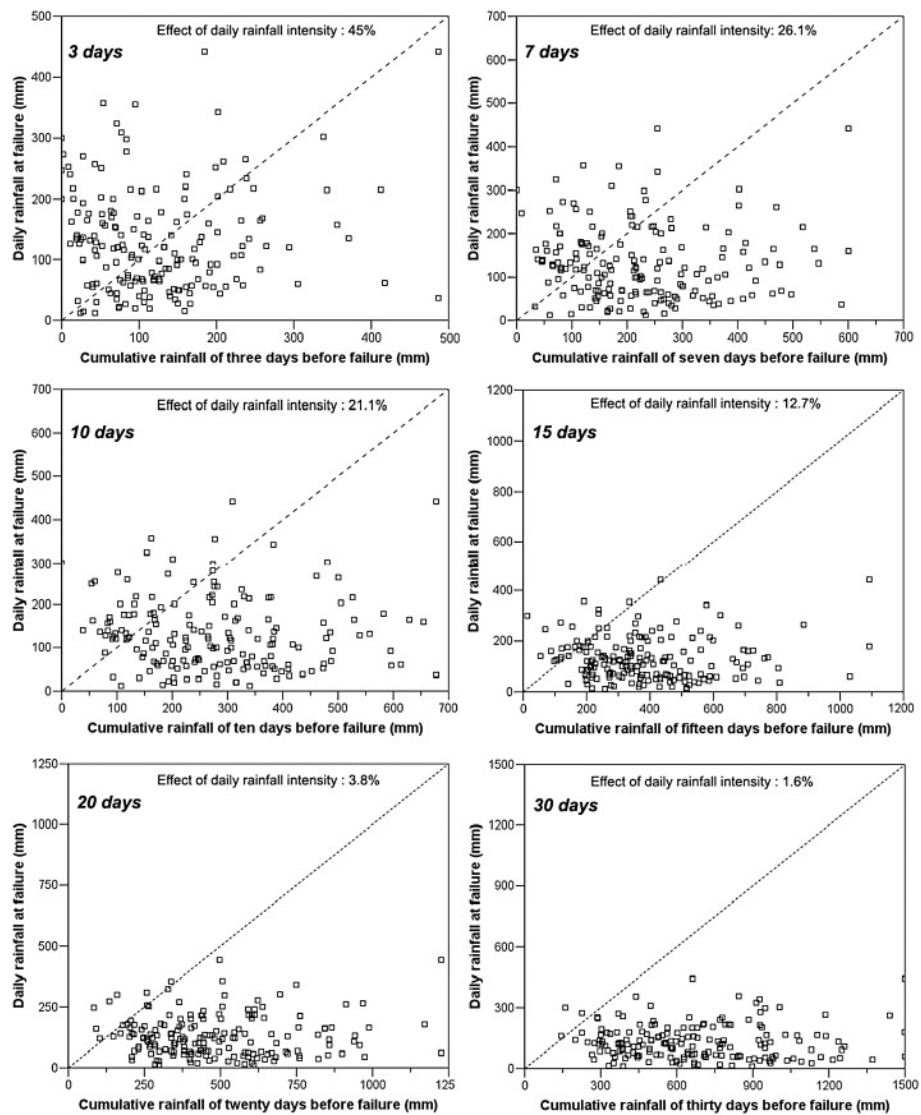 Effect of daily rainfall intensity : 45%
3 days
Daily rainfall at failure (mm)
500
400
300
200
100
0
0 100 200 300 400 500
Cumulative rainfall of three days before failure (mm)
Effect of daily rainfall intensity: 26.1%
7 days
Daily rainfall at failure (mm)
700
600
500
400
300
200
100
0
0 100 200 300 400 500 600 700
Cumulative rainfall of seven days before failure (mm)
Effect of daily rainfall intensity : 21.1%
10 days
Daily rainfall at failure (mm)
700
600
500
400
300
200
100
0
0 100 200 300 400 500 600 700
Cumulative rainfall of ten days before failure (mm)
Effect of daily rainfall intensity : 12.7%
15 days
Daily rainfall at failure (mm)
1200
1000
800
600
400
200
0
0 200 400 600 800 1000 1200
Cumulative rainfall of fifteen days before failure (mm)
Effect of daily rainfall intensity : 3.8%
20 days
Daily rainfall at failure (mm)
1250
1000
750
500
250
0
0 250 500 750 1000 125
Cumulative rainfall of twenty days before failure (mm)
Effect of daily rainfall intensity : 1.6%
30 days
Daily rainfall at failure (mm)
1500
1200
900
600
300
0
0 300 600 900 1200 1500
Cumulative rainfall of thirty days before failure (mm)